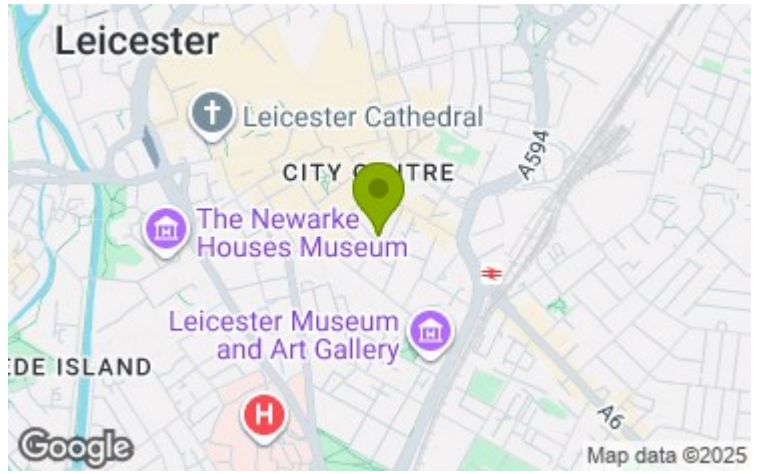 Leicester
Leicester Cathedral
CITY CENTRE
A594
The Newarke
Houses Museum
Leicester Museum
and Art Gallery
EDE ISLAND
H
A6
Google
Map data ©2025